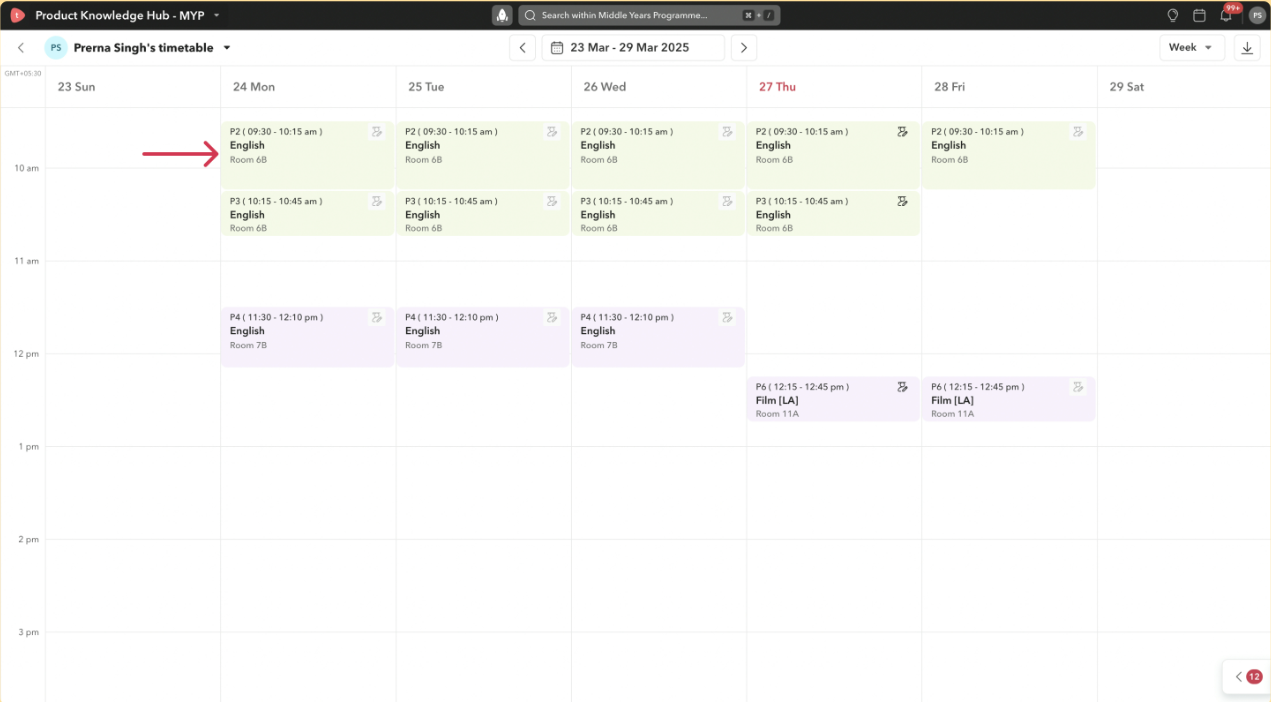 t Product Knowledge Hub - MYP
Search within Middle Years Programme... ⌘ + /
99+
PS
PS Prerna Singh's timetable
23 Mar - 29 Mar 2025
Week
GMT+05:30
23 Sun
24 Mon
25 Tue
26 Wed
27 Thu
28 Fri
29 Sat
P2 ( 09:30 - 10:15 am )
English
Room 6B
P2 ( 09:30 - 10:15 am )
English
Room 6B
P2 ( 09:30 - 10:15 am )
English
Room 6B
P2 ( 09:30 - 10:15 am )
English
Room 6B
P2 ( 09:30 - 10:15 am )
English
Room 6B
10 am
P3 ( 10:15 - 10:45 am )
English
Room 6B
P3 ( 10:15 - 10:45 am )
English
Room 6B
P3 ( 10:15 - 10:45 am )
English
Room 6B
P3 ( 10:15 - 10:45 am )
English
Room 6B
11 am
P4 ( 11:30 - 12:10 pm )
English
Room 7B
P4 ( 11:30 - 12:10 pm )
English
Room 7B
P4 ( 11:30 - 12:10 pm )
English
Room 7B
12 pm
P6 ( 12:15 - 12:45 pm )
Film [LA]
Room 11A
P6 ( 12:15 - 12:45 pm )
Film [LA]
Room 11A
1 pm
2 pm
3 pm
12